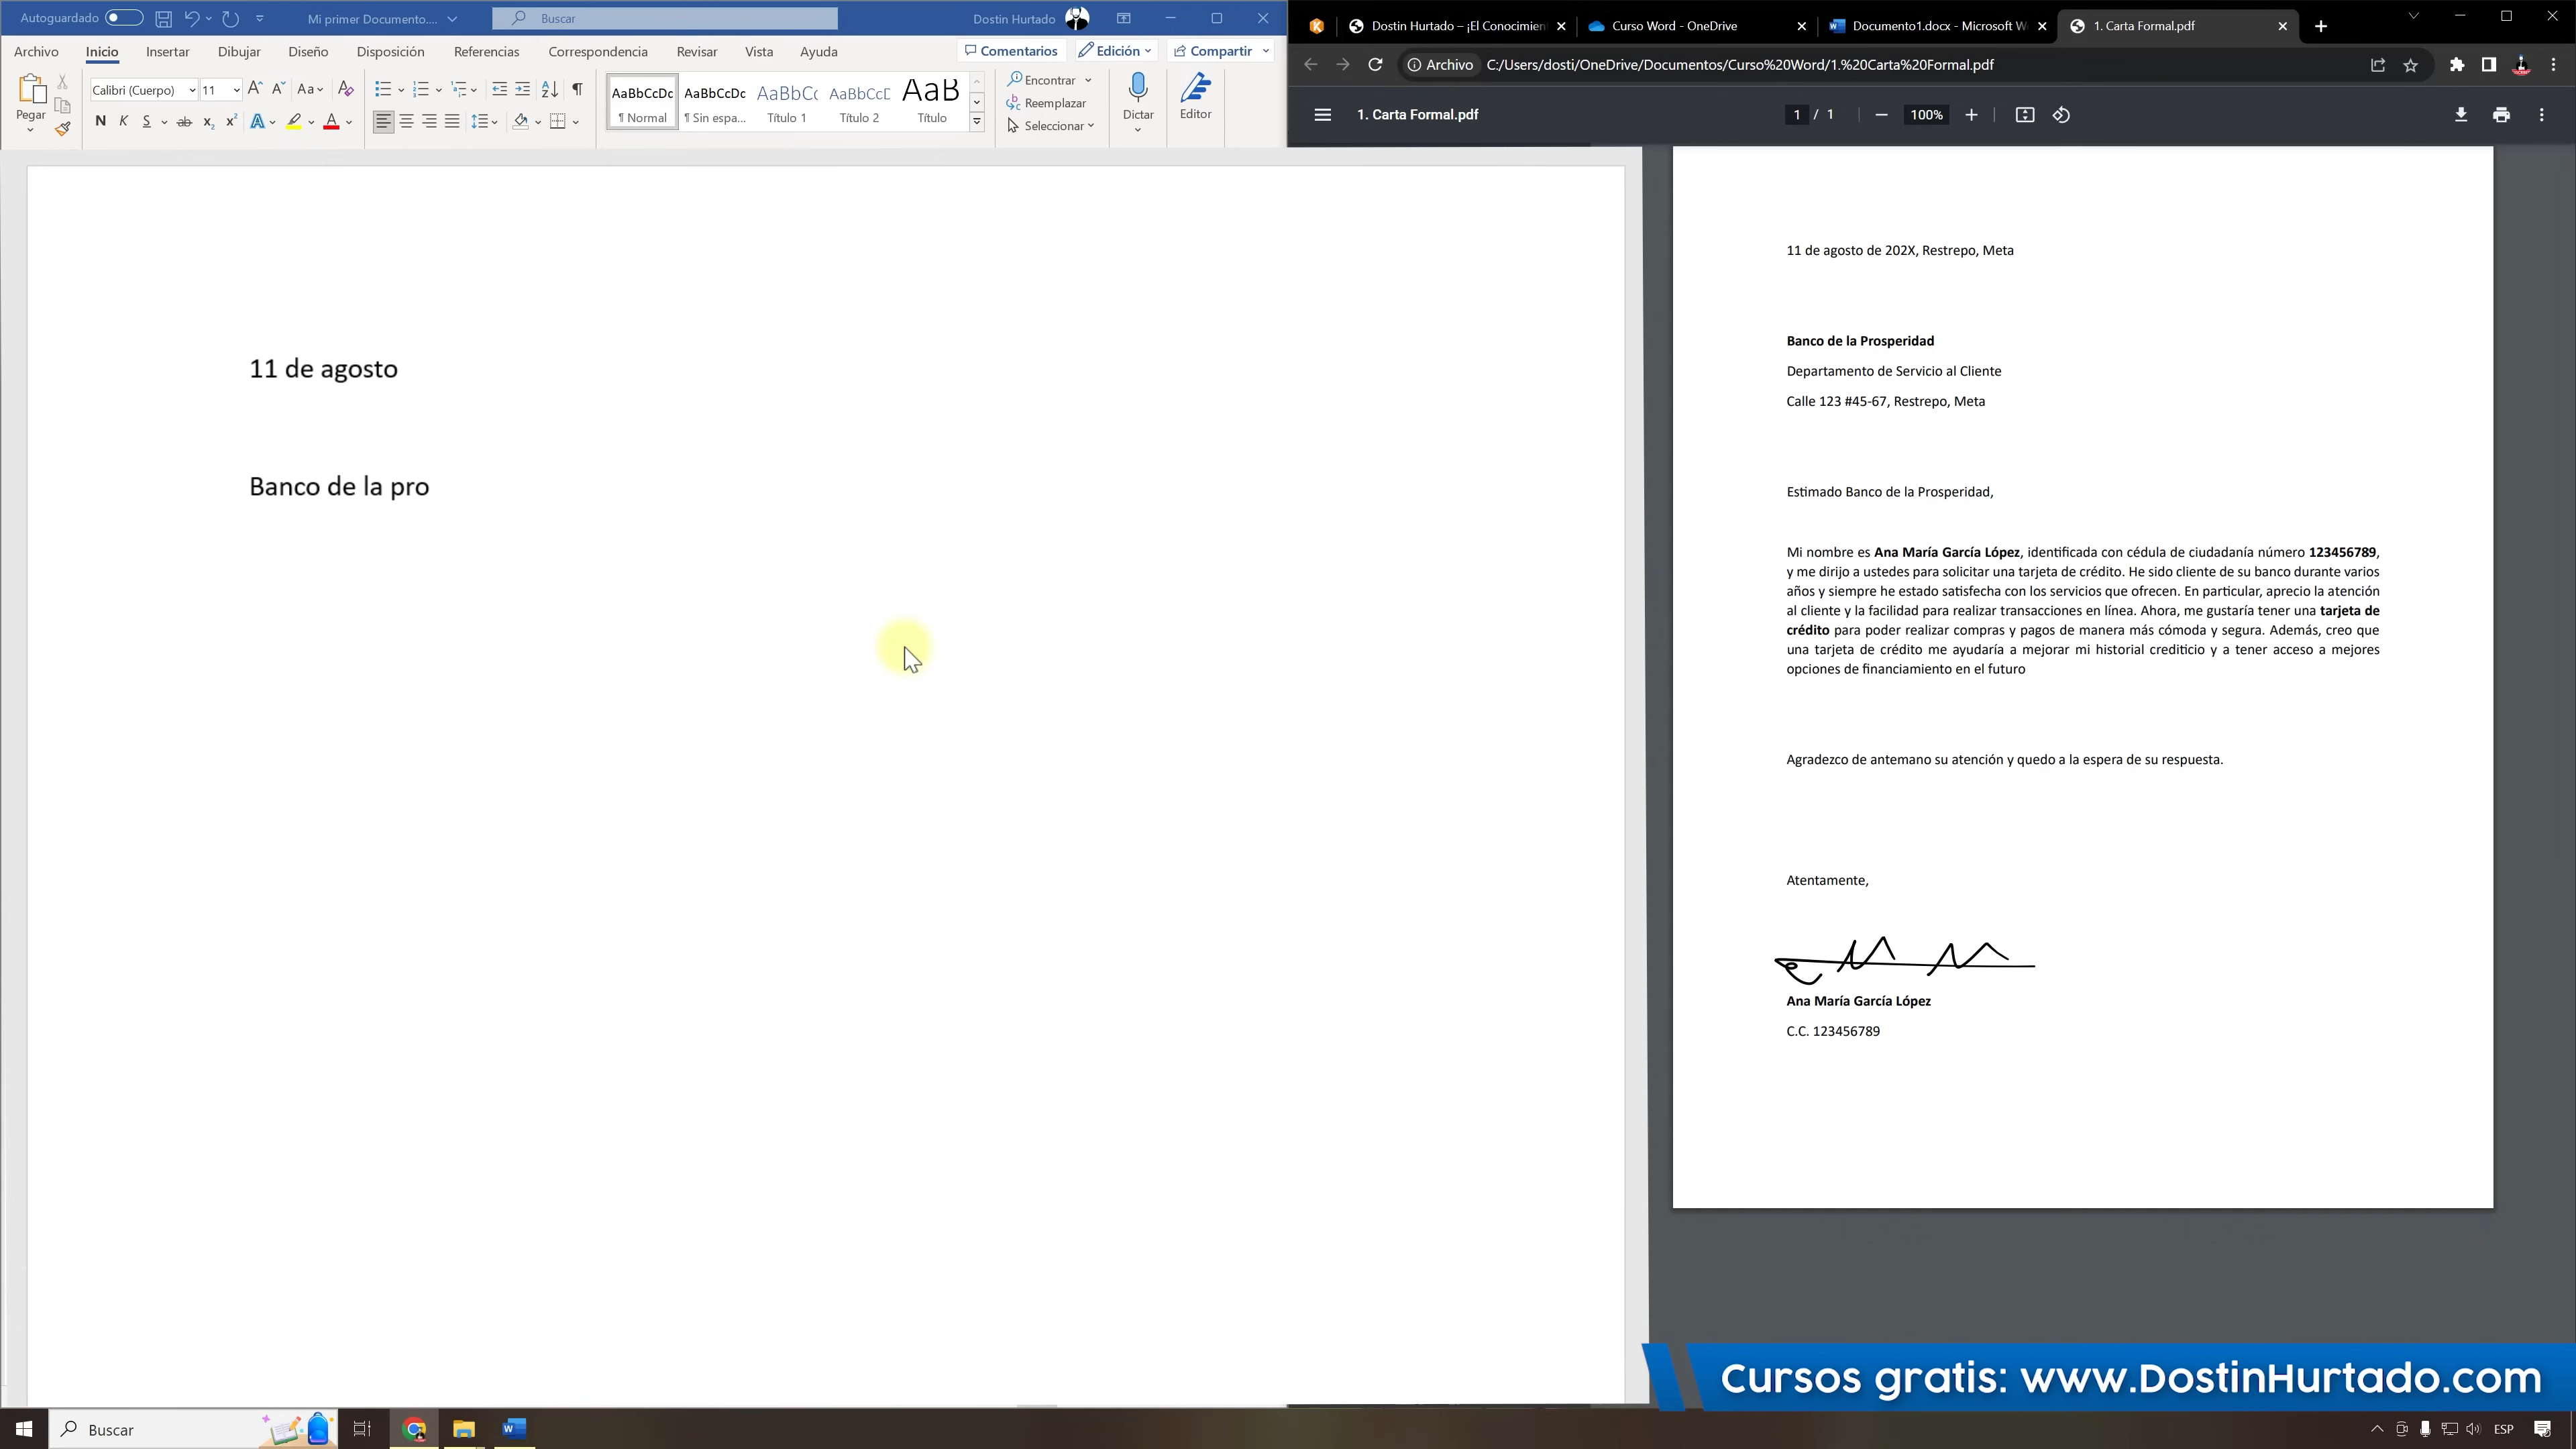 Autoguardado
Mi primer Documento....
Buscar
Dostin Hurtado
Archivo Inicio Insertar Dibujar Diseño Disposición Referencias Correspondencia Revisar Vista Ayuda
Comentarios Edición Compartir
Pegar
Calibri (Cuerpo) 11
N K S ab x₂ x²
AaBbCcDc AaBbCcDc AaBbCc AaBbCcD AaB
¶ Normal ¶ Sin espa... Título 1 Título 2 Título
Encontrar
Reemplazar
Seleccionar
Dictar
Editor
11 de agosto
Banco de la pro
Dostin Hurtado – ¡El Conocimien
Curso Word - OneDrive
Documento1.docx - Microsoft W
1. Carta Formal.pdf
Archivo C:/Users/dosti/OneDrive/Documentos/Curso%20Word/1.%20Carta%20Formal.pdf
1. Carta Formal.pdf
1 / 1
100%
11 de agosto de 202X, Restrepo, Meta
Banco de la Prosperidad
Departamento de Servicio al Cliente
Calle 123 #45-67, Restrepo, Meta
Estimado Banco de la Prosperidad,
Mi nombre es Ana María García López, identificada con cédula de ciudadanía número 123456789,
y me dirijo a ustedes para solicitar una tarjeta de crédito. He sido cliente de su banco durante varios
años y siempre he estado satisfecha con los servicios que ofrecen. En particular, aprecio la atención
al cliente y la facilidad para realizar transacciones en línea. Ahora, me gustaría tener una tarjeta de
crédito para poder realizar compras y pagos de manera más cómoda y segura. Además, creo que
una tarjeta de crédito me ayudaría a mejorar mi historial crediticio y a tener acceso a mejores
opciones de financiamiento en el futuro
Agradezco de antemano su atención y quedo a la espera de su respuesta.
Atentamente,
Ana María García López
C.C. 123456789
Cursos gratis: www.DostinHurtado.com
Buscar
ESP